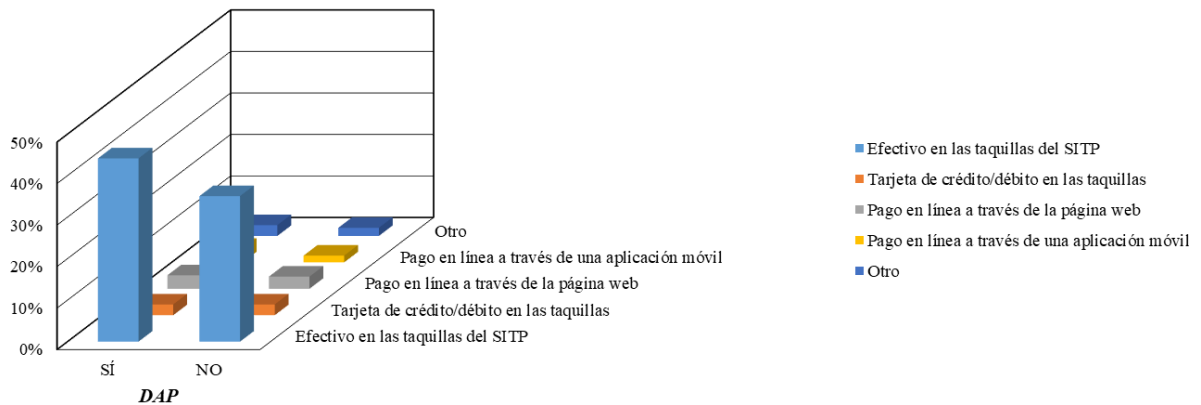 50%
40%
30%
20%
10%
0%
SÍ
NO
DAP
Otro
Pago en línea a través de una aplicación móvil
Pago en línea a través de la página web
Tarjeta de crédito/débito en las taquillas
Efectivo en las taquillas del SITP
Efectivo en las taquillas del SITP
Tarjeta de crédito/débito en las taquillas
Pago en línea a través de la página web
Pago en línea a través de una aplicación móvil
Otro